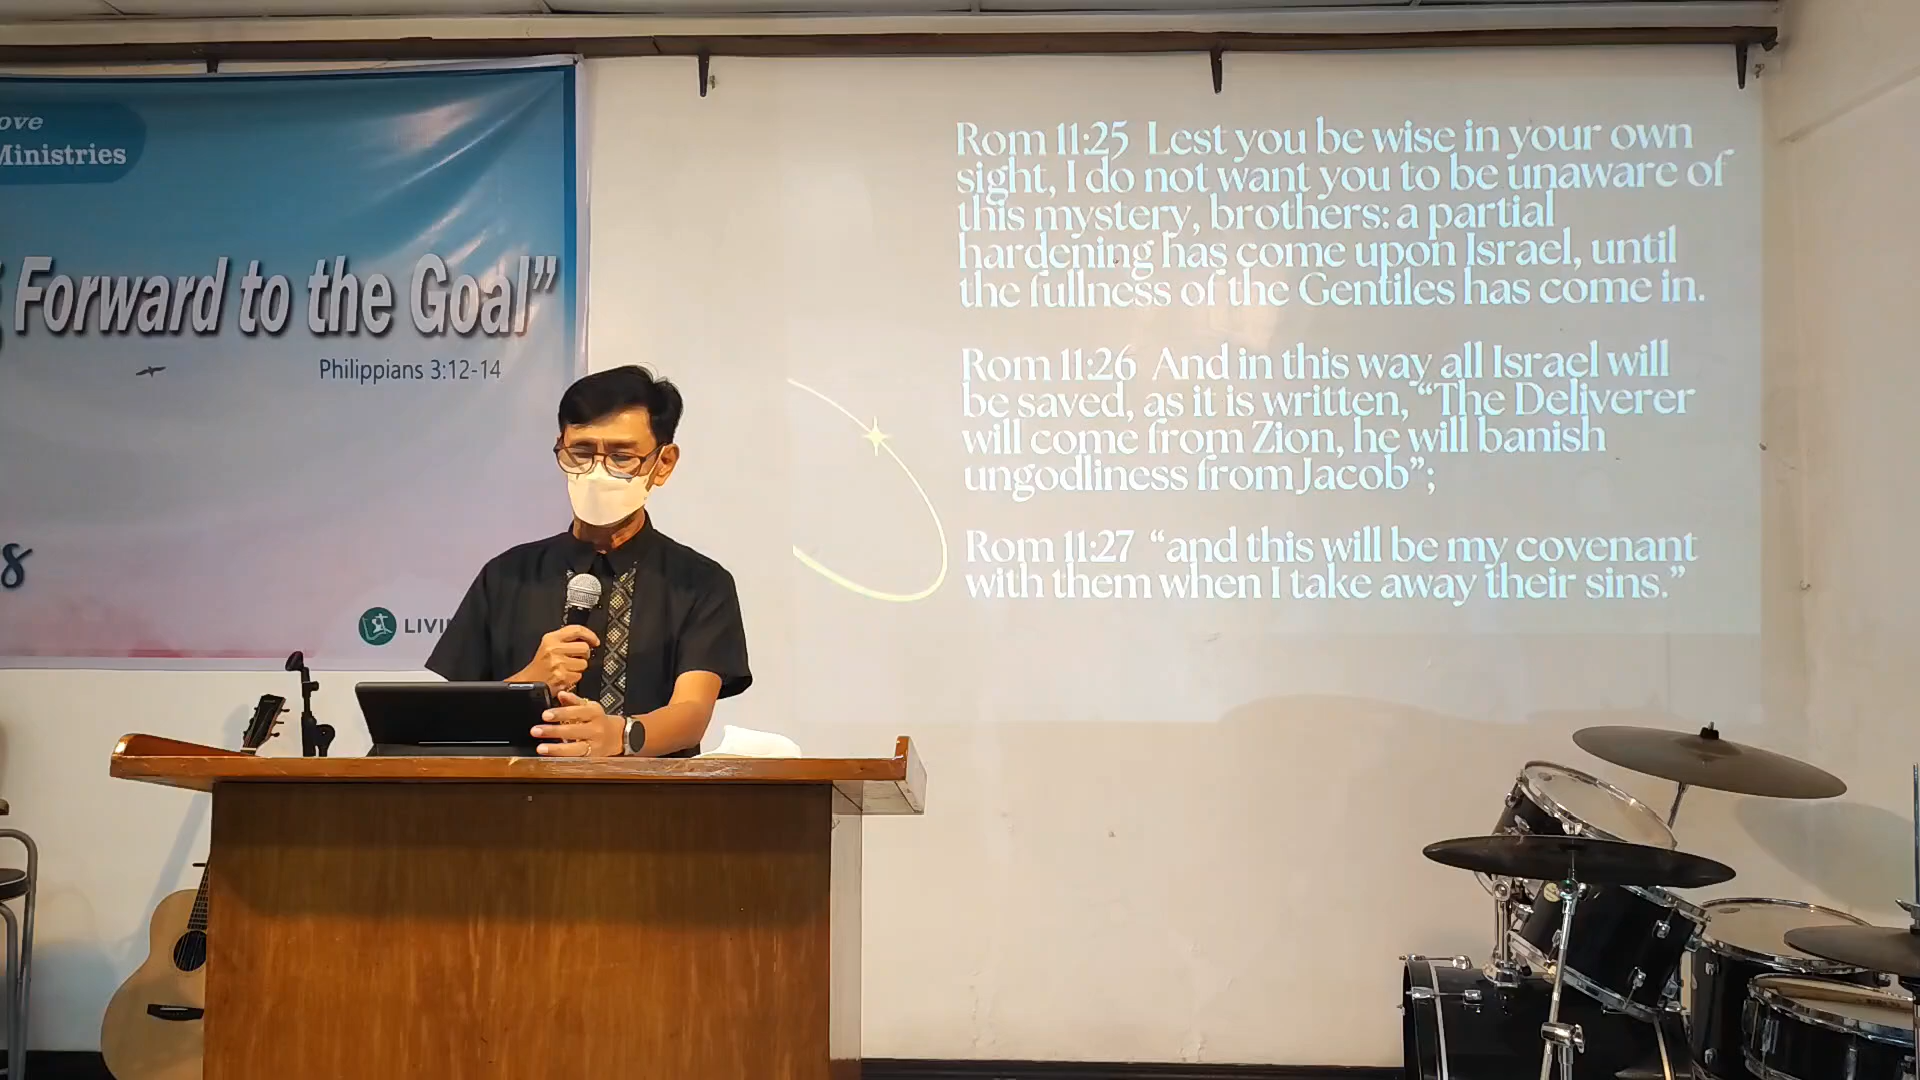 ove
Ministries
Forward to the Goal”
Philippians 3:12-14
8
LIVI
Rom 11:25 Lest you be wise in your own
sight, I do not want you to be unaware of
this mystery, brothers: a partial
hardening has come upon Israel, until
the fullness of the Gentiles has come in.
Rom 11:26 And in this way all Israel will
be saved, as it is written, “The Deliverer
will come from Zion, he will banish
ungodliness from Jacob”;
Rom 11:27 “and this will be my covenant
with them when I take away their sins.”